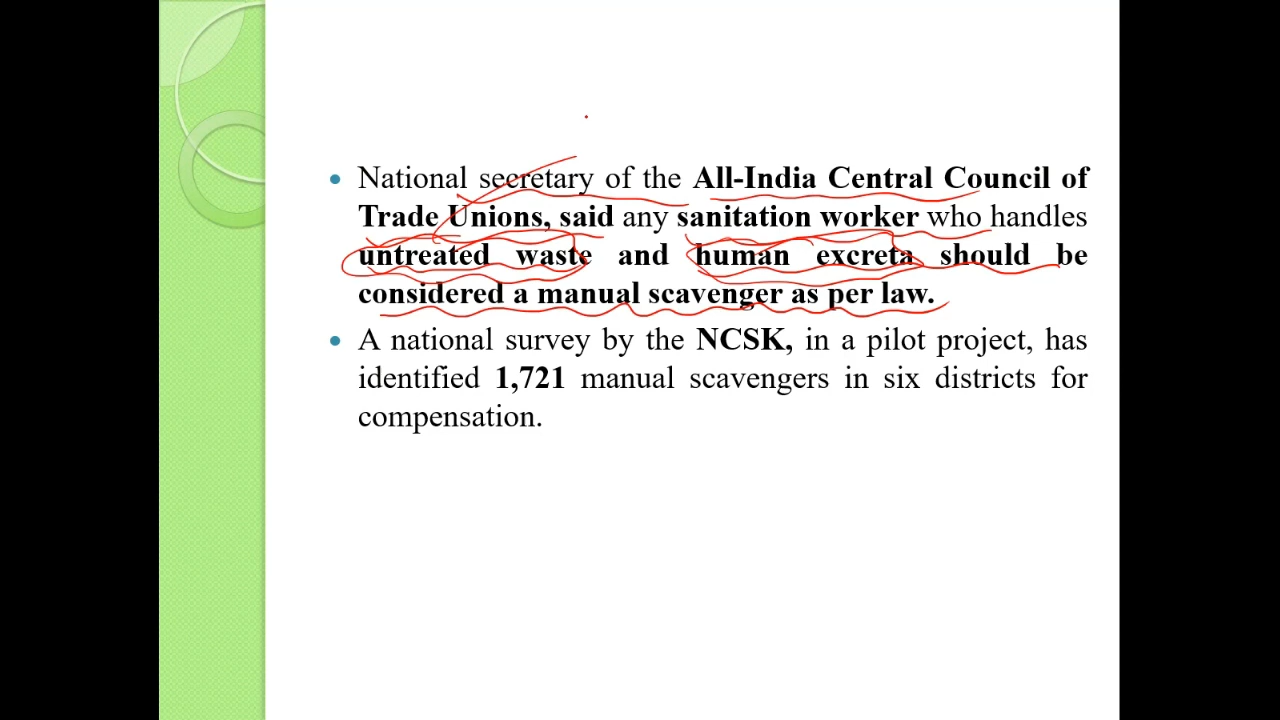 National secretary of the All-India Central Council of
Trade Unions, said any sanitation worker who handles
untreated waste and human excreta should be
considered a manual scavenger as per law.
A national survey by the NCSK, in a pilot project, has
identified 1,721 manual scavengers in six districts for
compensation.